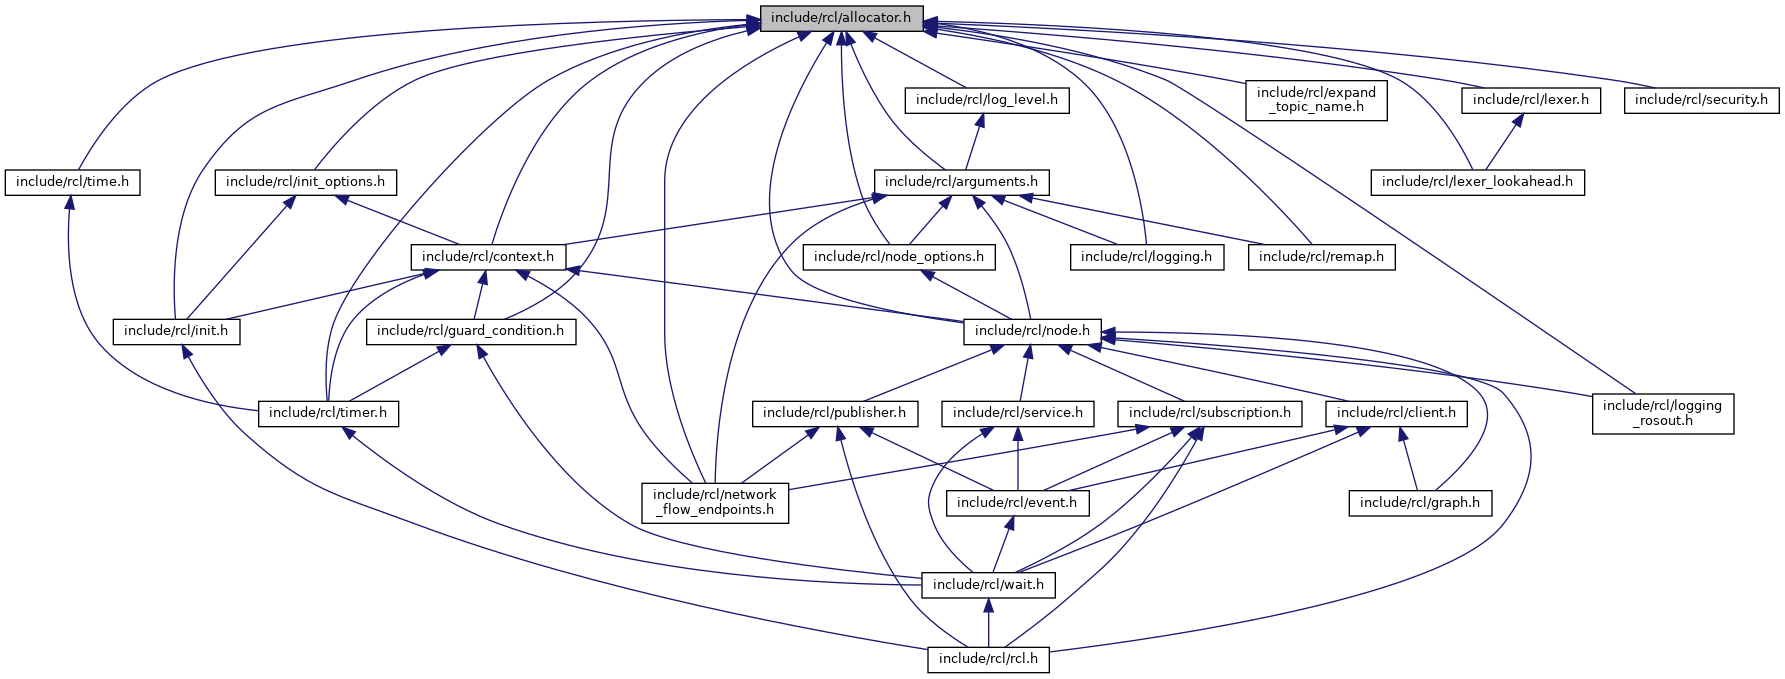 include/rcl/allocator.h
include/rcl/log_level.h
include/rcl/expand
_topic_name.h
include/rcl/lexer.h
include/rcl/security.h
include/rcl/time.h
include/rcl/init_options.h
include/rcl/arguments.h
include/rcl/lexer_lookahead.h
include/rcl/context.h
include/rcl/node_options.h
include/rcl/logging.h
include/rcl/remap.h
include/rcl/init.h
include/rcl/guard_condition.h
include/rcl/node.h
include/rcl/timer.h
include/rcl/publisher.h
include/rcl/service.h
include/rcl/subscription.h
include/rcl/client.h
include/rcl/logging
_rosout.h
include/rcl/network
_flow_endpoints.h
include/rcl/event.h
include/rcl/graph.h
include/rcl/wait.h
include/rcl/rcl.h